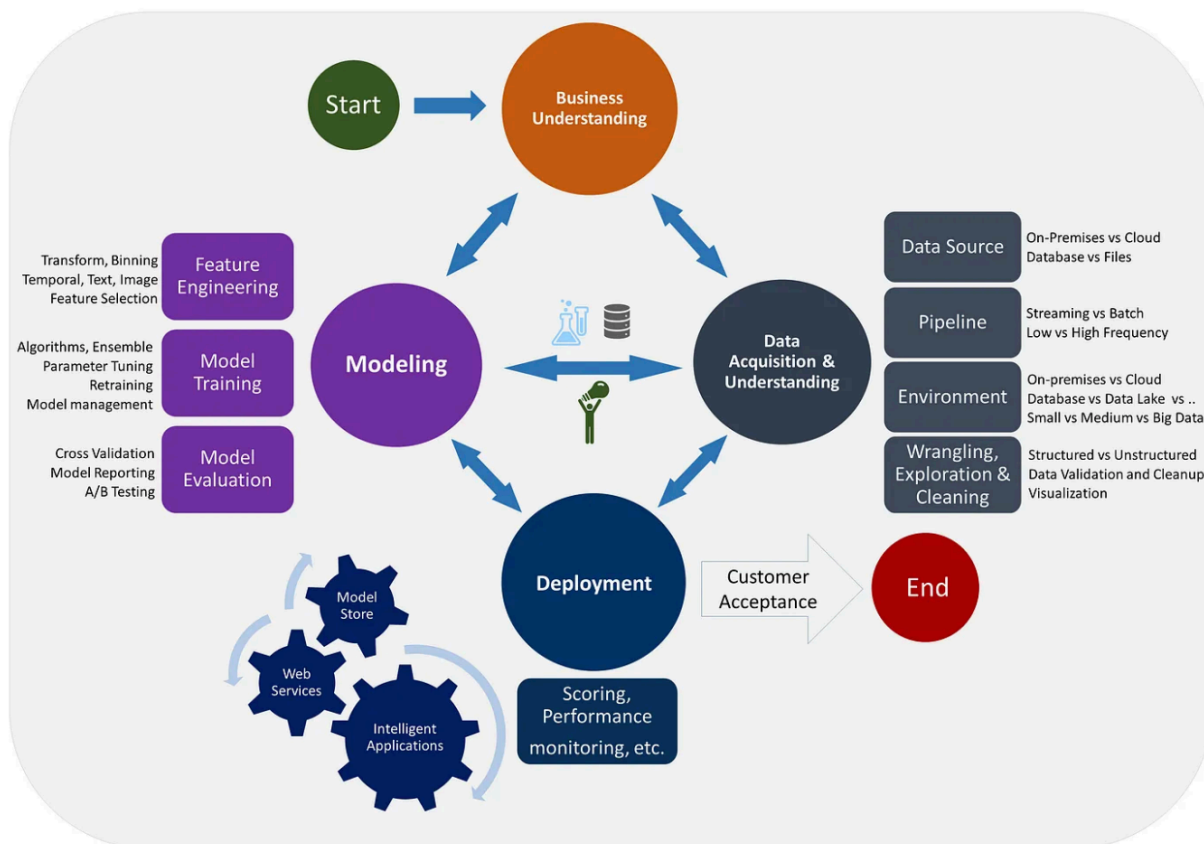 Start
Business
Understanding
Transform, Binning
Temporal, Text, Image
Feature Selection
Feature
Engineering
Algorithms, Ensemble
Parameter Tuning
Retraining
Model management
Model
Training
Cross Validation
Model Reporting
A/B Testing
Model
Evaluation
Modeling
Data
Acquisition &
Understanding
Data Source
On-Premises vs Cloud
Database vs Files
Pipeline
Streaming vs Batch
Low vs High Frequency
Environment
On-premises vs Cloud
Database vs Data Lake vs ..
Small vs Medium vs Big Data
Wrangling,
Exploration &
Cleaning
Structured vs Unstructured
Data Validation and Cleanup
Visualization
Deployment
Customer
Acceptance
End
Model
Store
Web
Services
Intelligent
Applications
Scoring,
Performance
monitoring, etc.